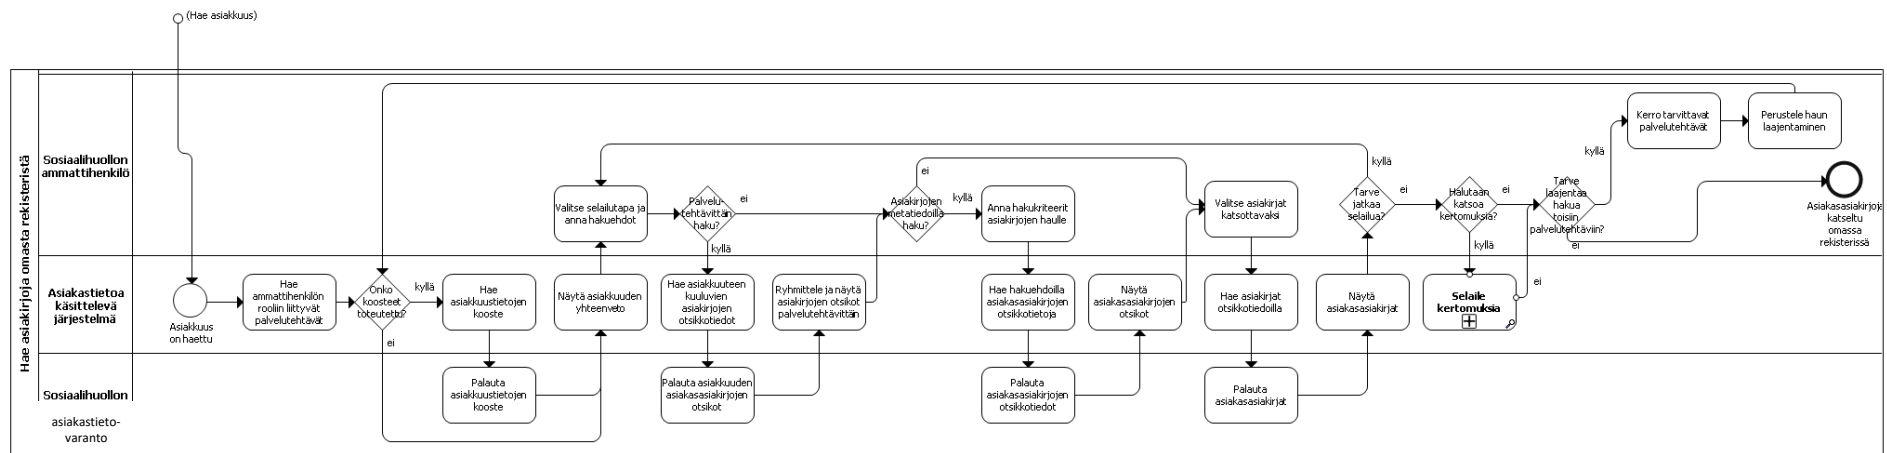 (Hae asiakkuus)
Hae asiakirjoja omasta rekisteristä
Sosiaalihuollon
ammattihenkilö
Valitse selailutapa ja
anna hakuehdot
Palvelu-
tehtävittäin
haku?
ei
kyllä
Asiakirjojen
metatiedoilla
haku?
ei
kyllä
Anna hakukriteerit
asiakirjojen haulle
Valitse asiakirjat
katsottavaksi
Tarve
jatkaa
selailua?
kyllä
ei
Halutaan
katsoa
kertomuksia?
ei
kyllä
Tarve
laajentaa
hakua
toisiin
palvelutehtäviin?
kyllä
ei
Kerro tarvittavat
palvelutehtävät
Perustele haun
laajentaminen
Asiakasasiakirjoja
katseltu
omassa
rekisterissä
Asiakastietoa
käsittelevä
järjestelmä
Asiakkuus
on haettu
Hae
ammattihenkilön
rooliin liittyvät
palvelutehtävät
Onko
koosteet
toteutettu?
kyllä
ei
Hae
asiakkuustietojen
kooste
Näytä asiakkuuden
yhteenveto
Hae asiakkuuteen
kuuluvien
asiakirjojen
otsikkotiedot
Ryhmittele ja näytä
asiakirjojen otsikot
palvelutehtävittäin
Hae hakuehdoilla
asiakasasiakirjojen
otsikkotietoja
Näytä
asiakasasiakirjojen
otsikot
Hae asiakirjat
otsikkotiedoilla
Näytä
asiakasasiakirjat
Selaile
kertomuksia
ei
Sosiaalihuollon
asiakastieto-
varanto
Palauta
asiakkuustietojen
kooste
Palauta asiakkuuden
asiakasasiakirjojen
otsikot
Palauta
asiakasasiakirjojen
otsikkotiedot
Palauta
asiakasasiakirjat